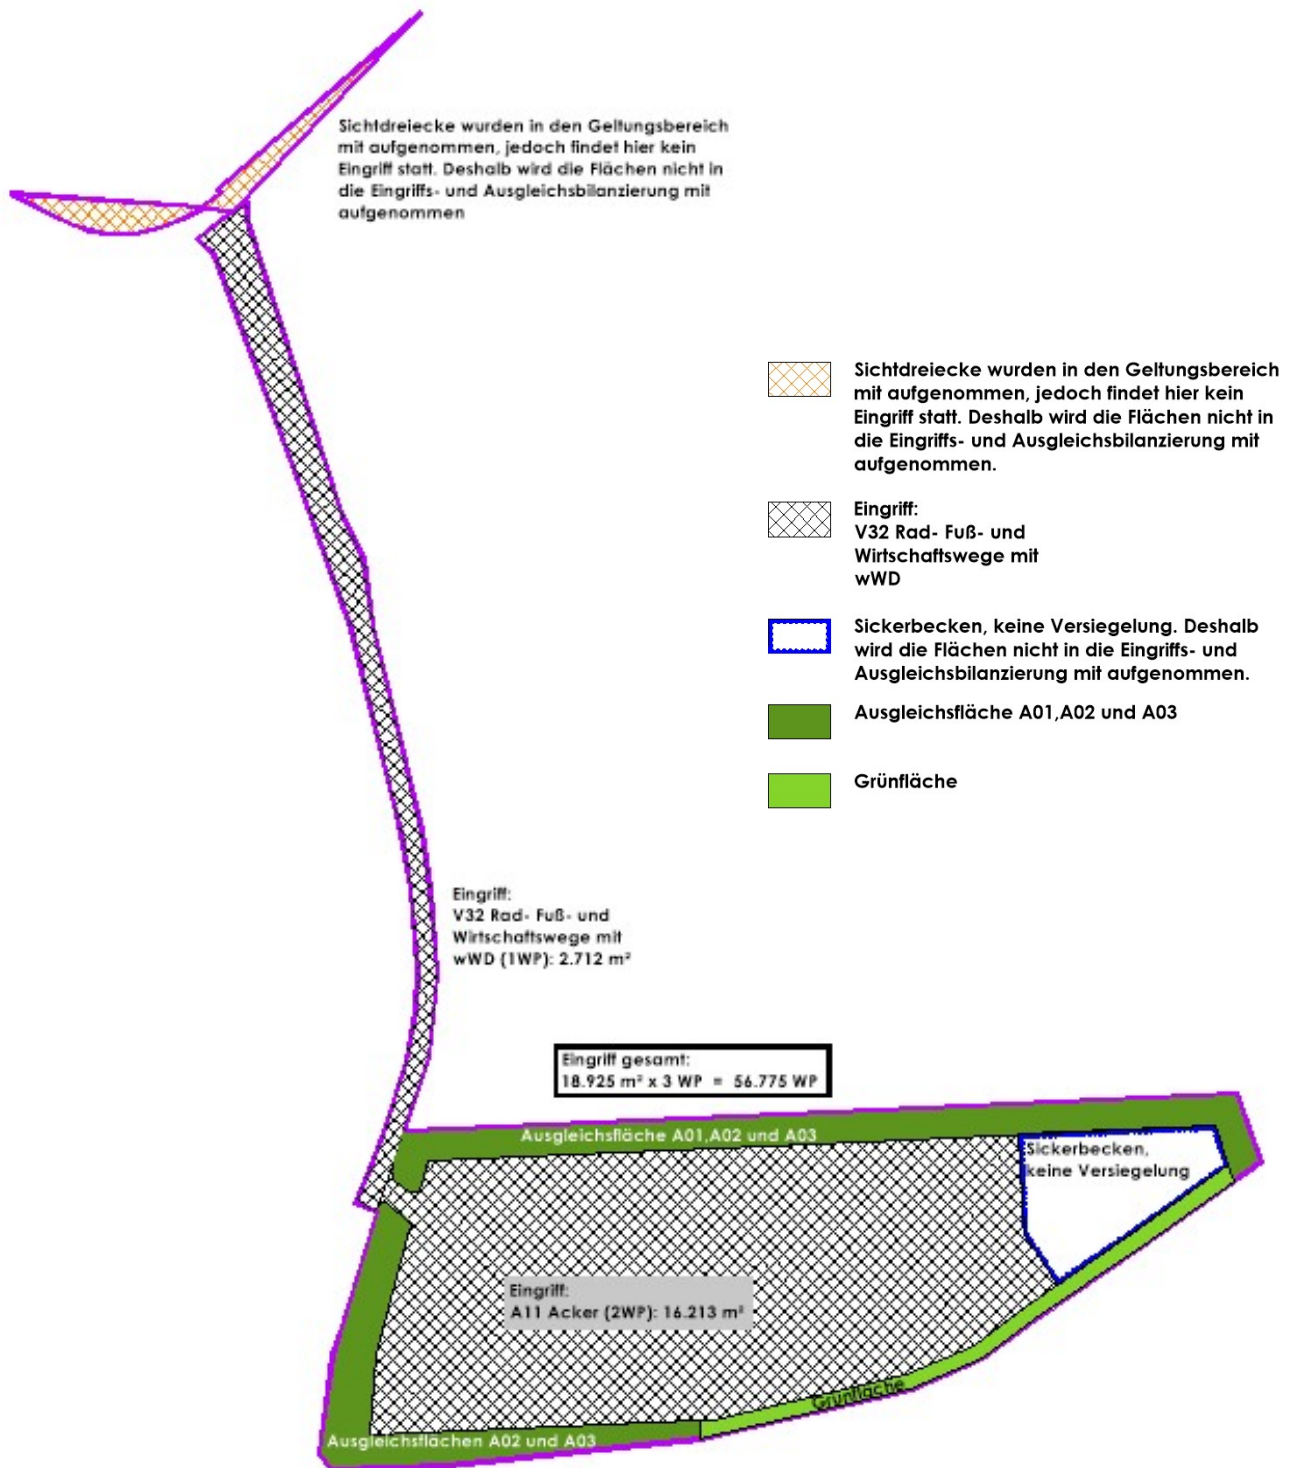 Sichtdreiecke wurden in den Geltungsbereich
mit aufgenommen, jedoch findet hier kein
Eingriff statt. Deshalb wird die Flächen nicht in
die Eingriffs- und Ausgleichsbilanzierung mit
aufgenommen
Sichtdreiecke wurden in den Geltungsbereich
mit aufgenommen, jedoch findet hier kein
Eingriff statt. Deshalb wird die Flächen nicht in
die Eingriffs- und Ausgleichsbilanzierung mit
aufgenommen.
Eingriff:
V32 Rad- Fuß- und
Wirtschaftswege mit
wWD
Sickerbecken, keine Versiegelung. Deshalb
wird die Flächen nicht in die Eingriffs- und
Ausgleichsbilanzierung mit aufgenommen.
Ausgleichsfläche A01,A02 und A03
Grünfläche
Eingriff:
V32 Rad- Fuß- und
Wirtschaftswege mit
wWD (1WP): 2.712 m²
Eingriff gesamt:
18.925 m² x 3 WP = 56.775 WP
Ausgleichsfläche A01,A02 und A03
Sickerbecken,
keine Versiegelung
Eingriff:
A11 Acker (2WP): 16.213 m²
Grünfläche
Ausgleichsflächen A02 und A03